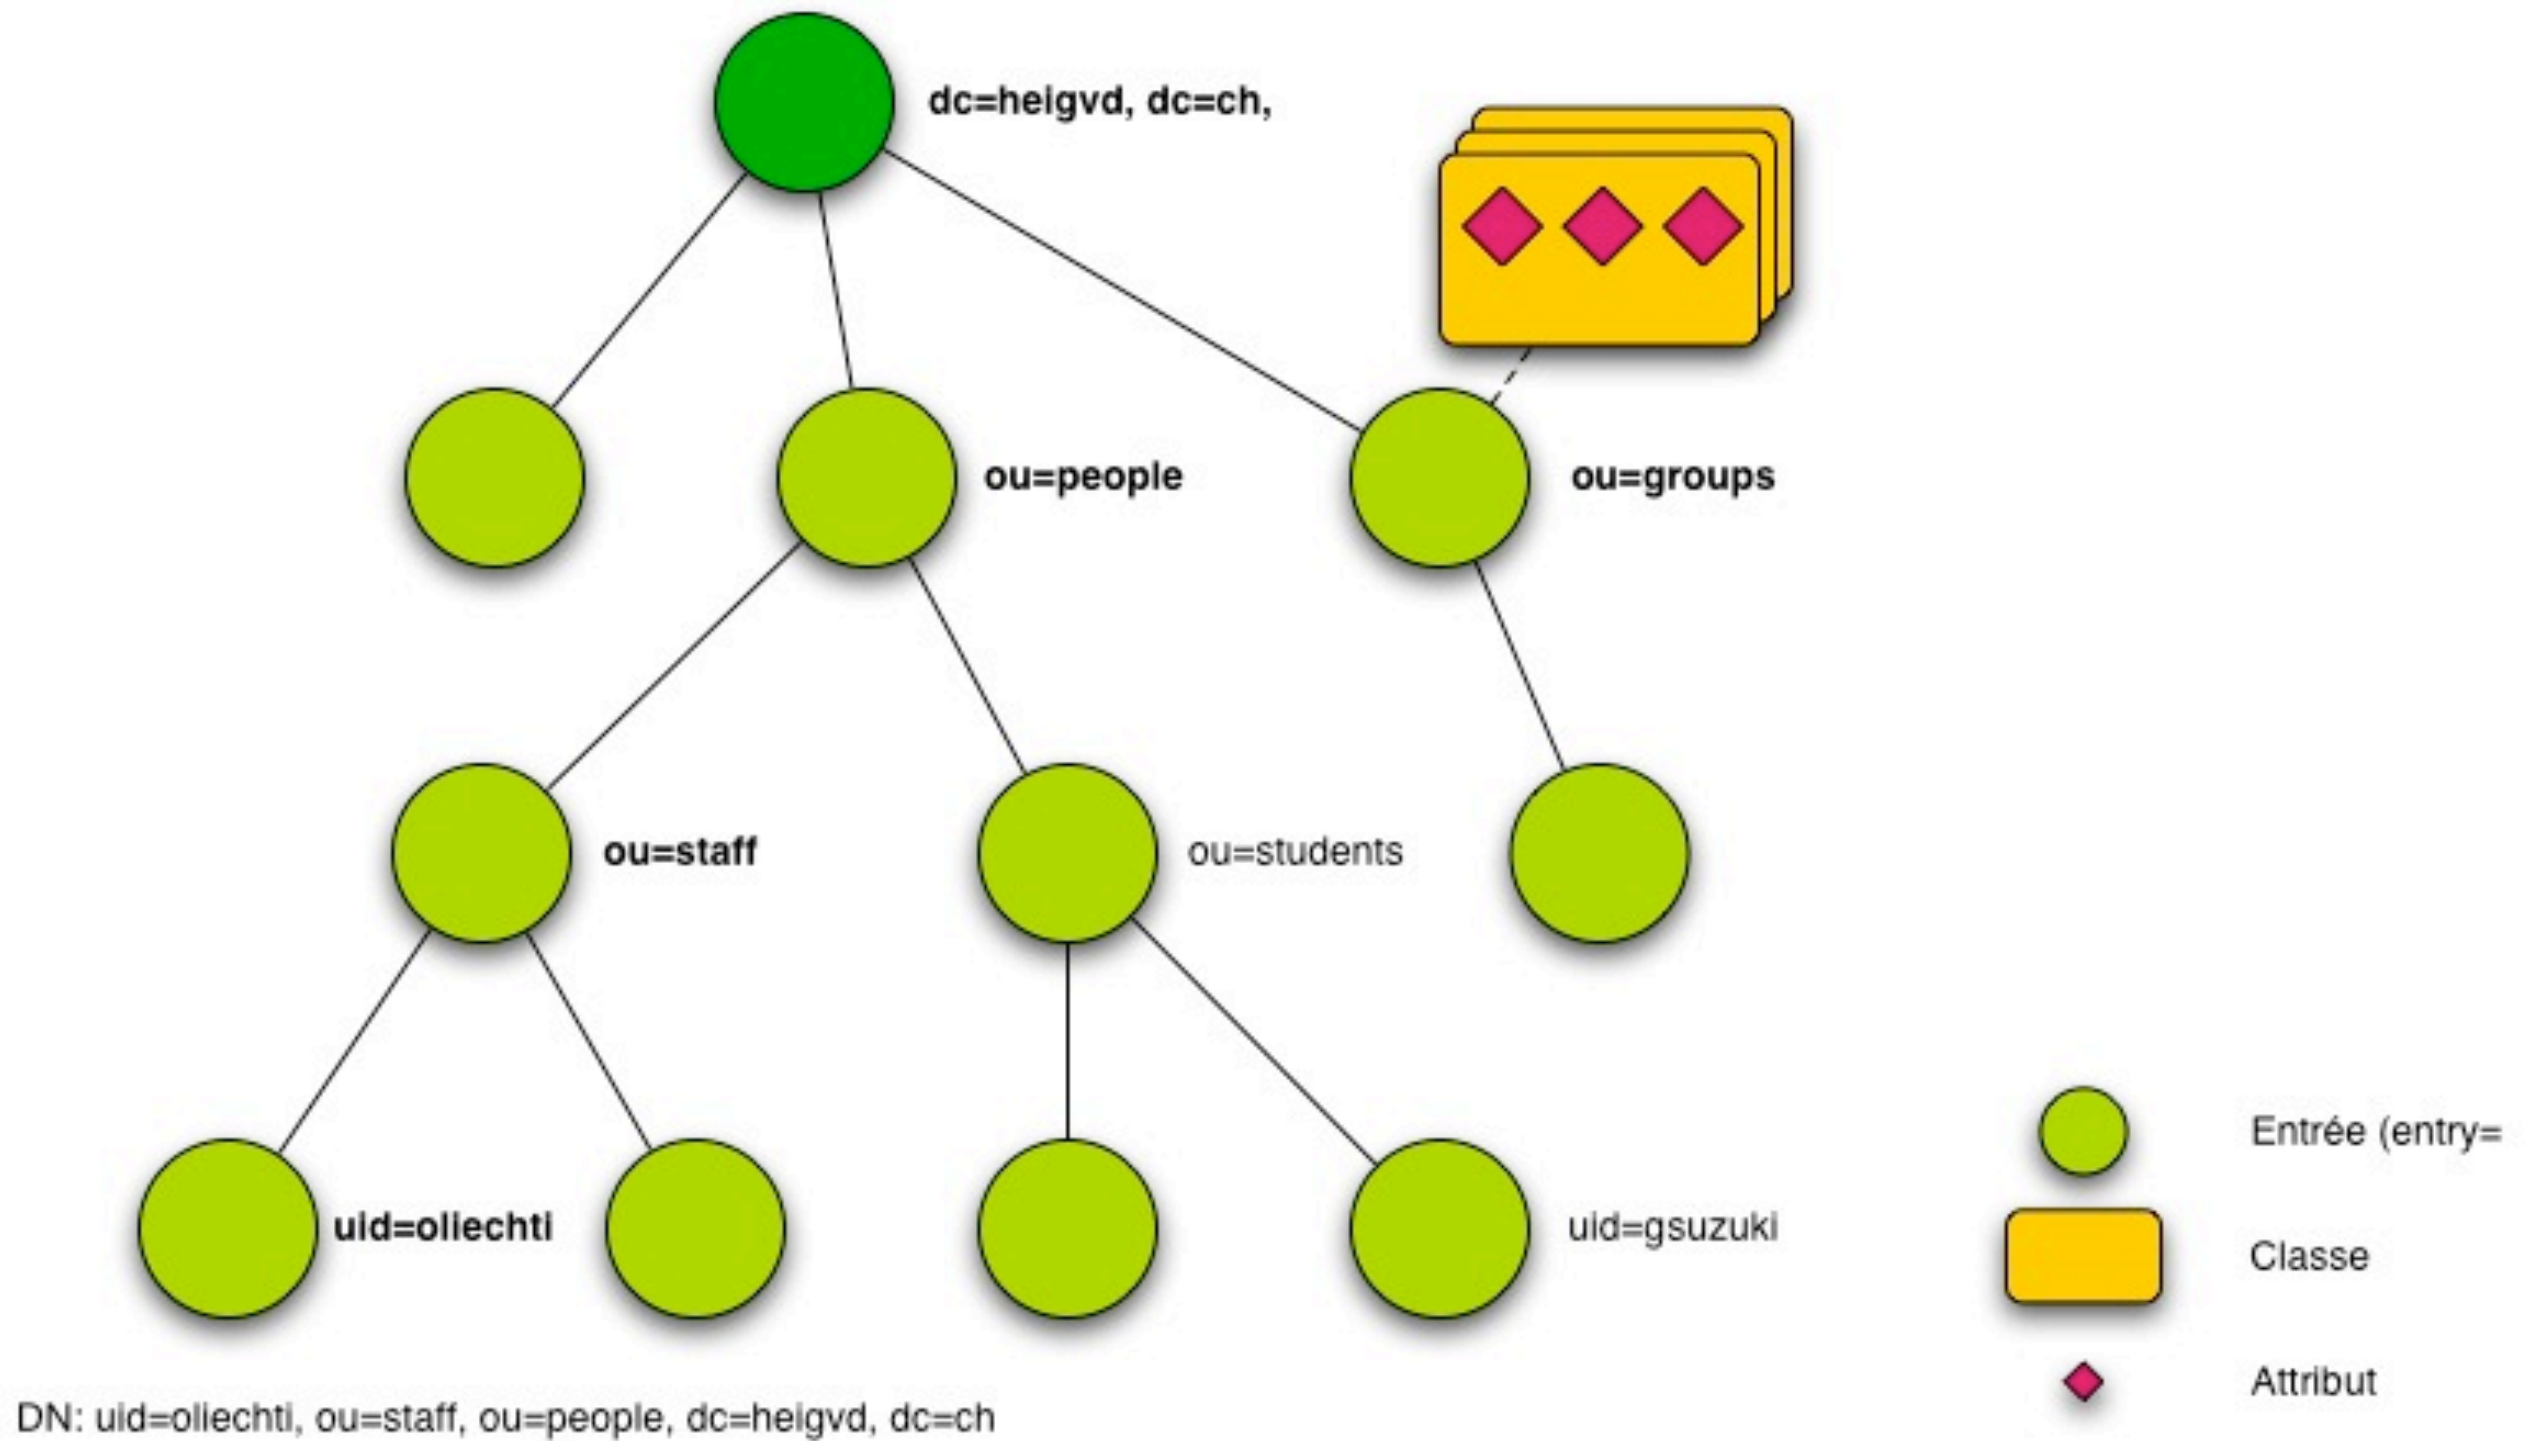 dc=heigvd, dc=ch,
ou=people
ou=groups
ou=staff
ou=students
uid=oliechti
uid=gsuzuki
Entrée (entry=
Classe
Attribut
DN: uid=oliechti, ou=staff, ou=people, dc=heigvd, dc=ch